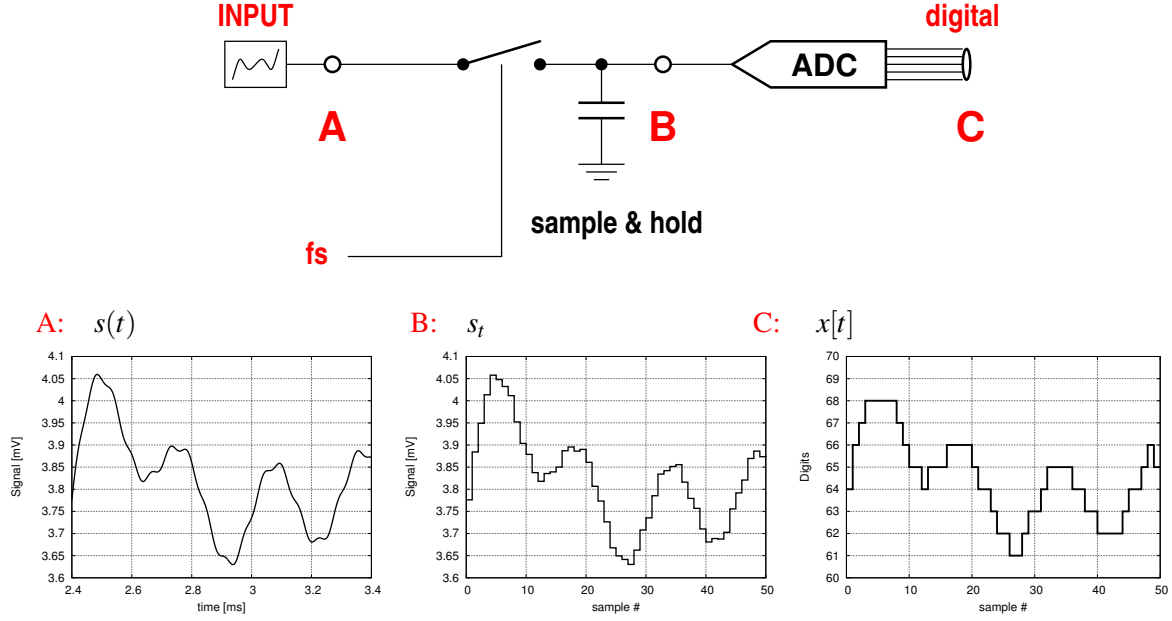 INPUT
digital
ADC
A
B
C
sample & hold
fs
A: s(t)
4.1
4.05
4
3.95
3.9
3.85
3.8
3.75
3.7
3.65
3.6
Signal [mV]
2.4 2.6 2.8 3 3.2 3.4
time [ms]
B: st
4.1
4.05
4
3.95
3.9
3.85
3.8
3.75
3.7
3.65
3.6
Signal [mV]
0 10 20 30 40 50
sample #
C: x[t]
70
69
68
67
66
65
64
63
62
61
60
Digits
0 10 20 30 40 50
sample #